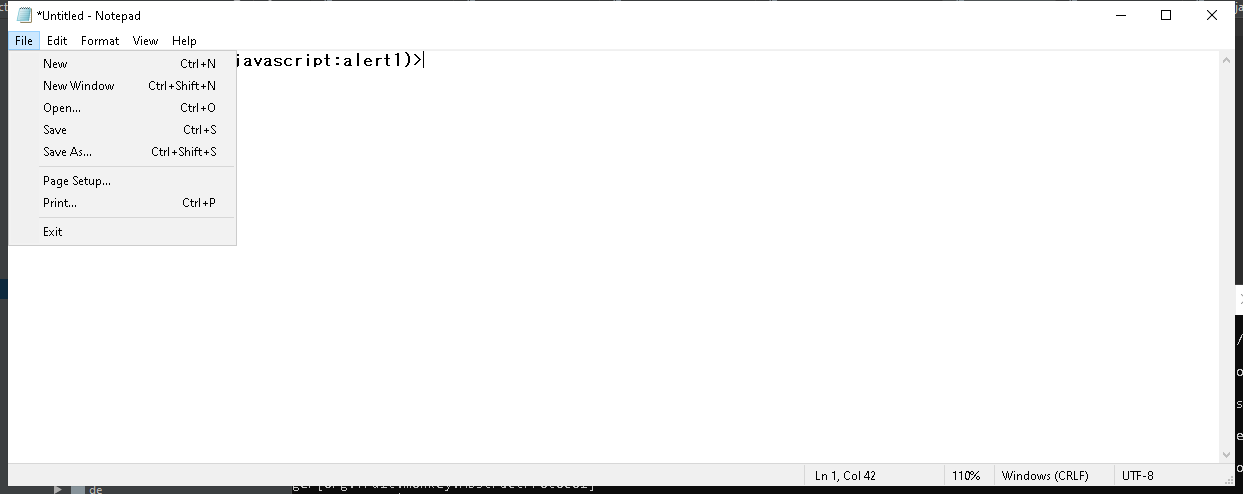 *Untitled - Notepad
File Edit Format View Help
javascript:alert1)>
New Ctrl+N
New Window Ctrl+Shift+N
Open... Ctrl+O
Save Ctrl+S
Save As... Ctrl+Shift+S
Page Setup...
Print... Ctrl+P
Exit
Ln 1, Col 42 110% Windows (CRLF) UTF-8
de